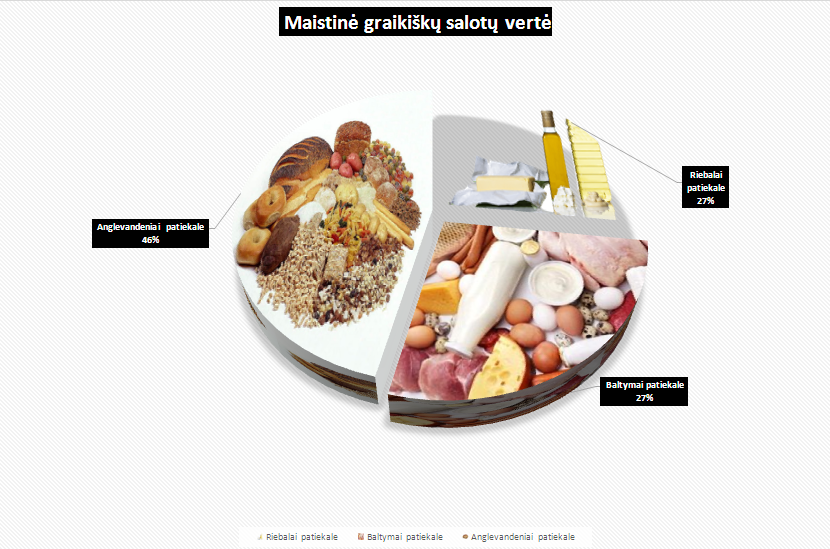 Maistinė graikiškų salotų vertė
Riebalai
patiekale
27%
Anglevandeniai patiekale
46%
Baltymai patiekale
27%
Riebalai patiekale
Baltymai patiekale
Anglevandeniai patiekale